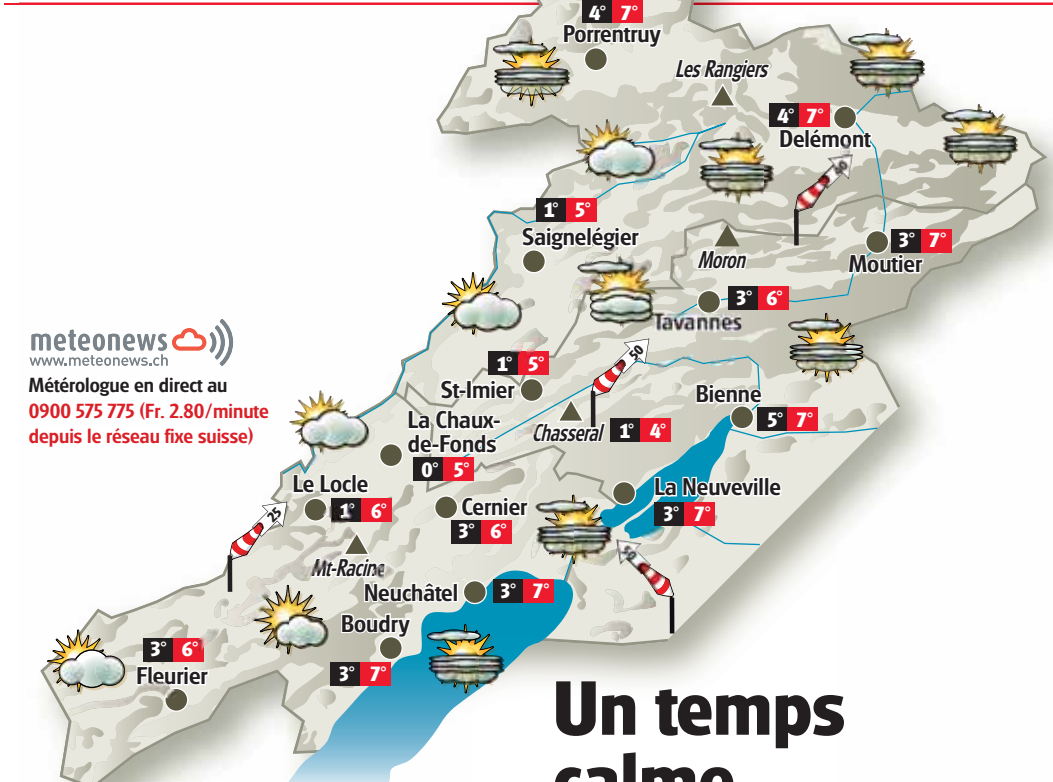 4° 7°
Porrentruy
Les Rangiers
4° 7°
Delémont
40
1° 5°
Saignelégier
Moron
3° 7°
Moutier
3° 6°
Tavannes
meteonews
www.meteonews.ch
Météorologue en direct au
0900 575 775 (Fr. 2.80/minute
depuis le réseau fixe suisse)
50
1° 5°
St-Imier
Bienne
5° 7°
Chasseral 1° 4°
La Chaux-
de-Fonds
0° 5°
Le Locle
1° 6°
Cernier
3° 6°
La Neuveville
3° 7°
25
Mt-Racine
50
Neuchâtel 3° 7°
Boudry
3° 7°
3° 6°
Fleurier
Un temps
calme